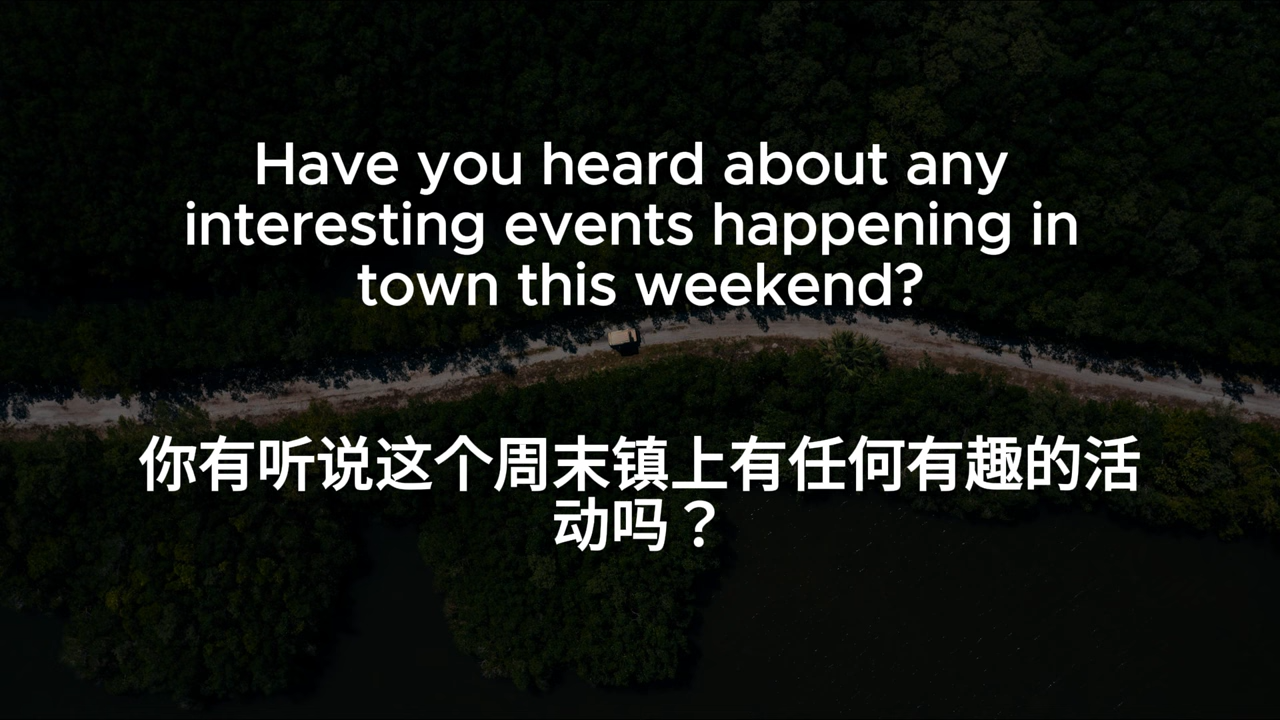 Have you heard about any
interesting events happening in
town this weekend?
你有听说这个周末镇上有任何有趣的活
动吗？